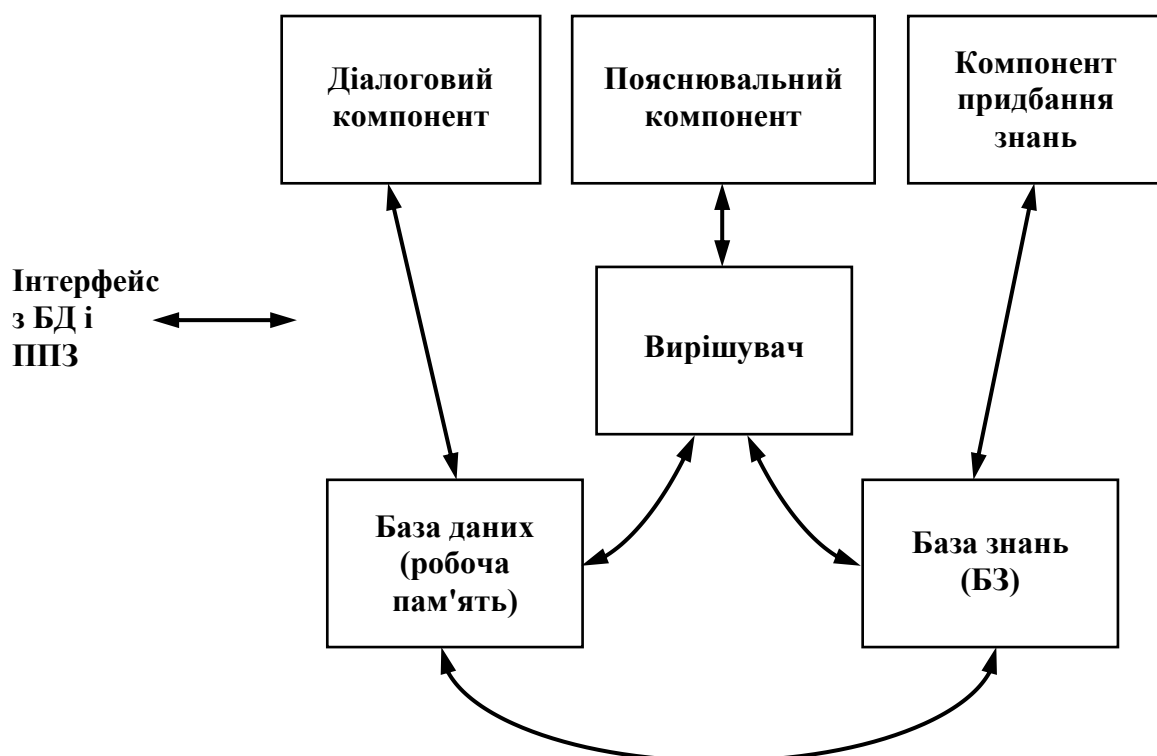 Діалоговий
компонент
Пояснювальний
компонент
Компонент
придбання
знань
Інтерфейс
з БД і
ППЗ
Вирішувач
База даних
(робоча
пам'ять)
База знань
(БЗ)